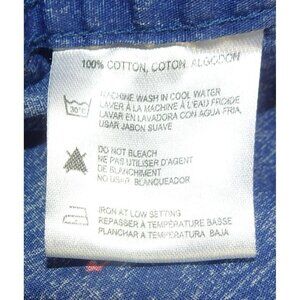 100% COTTON, COTON, ALGODON
30°C
MACHINE WASH IN COOL WATER
LAVER À LA MACHINE À L'EAU FRIOIDE
LAVAR EN LAVADORA CON AGUA FRIA,
USAR JABON SUAVE
DO NOT BLEACH
NE PAS UTILISER D'AGENT
DE BLANCHIMENT
NO USAR BLANQUEADOR
IRON AT LOW SETTING
REPASSER À TEMPERATURE BASSE
PLANCHAR A TEMPERATURA BAJA